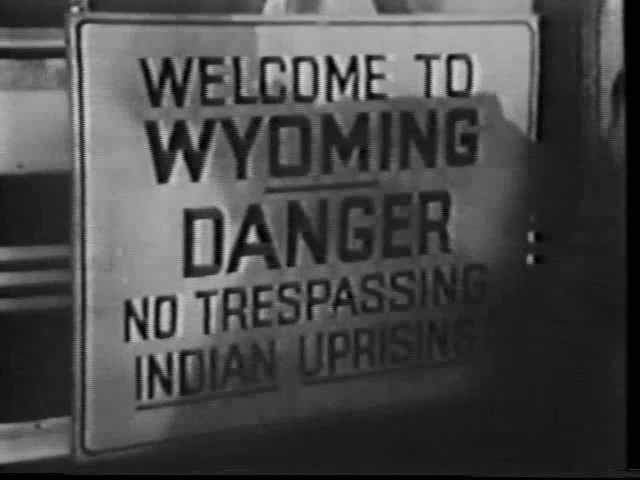 WELCOME TO
WYOMING
DANGER
NO TRESPASSING
INDIAN UPRISING!